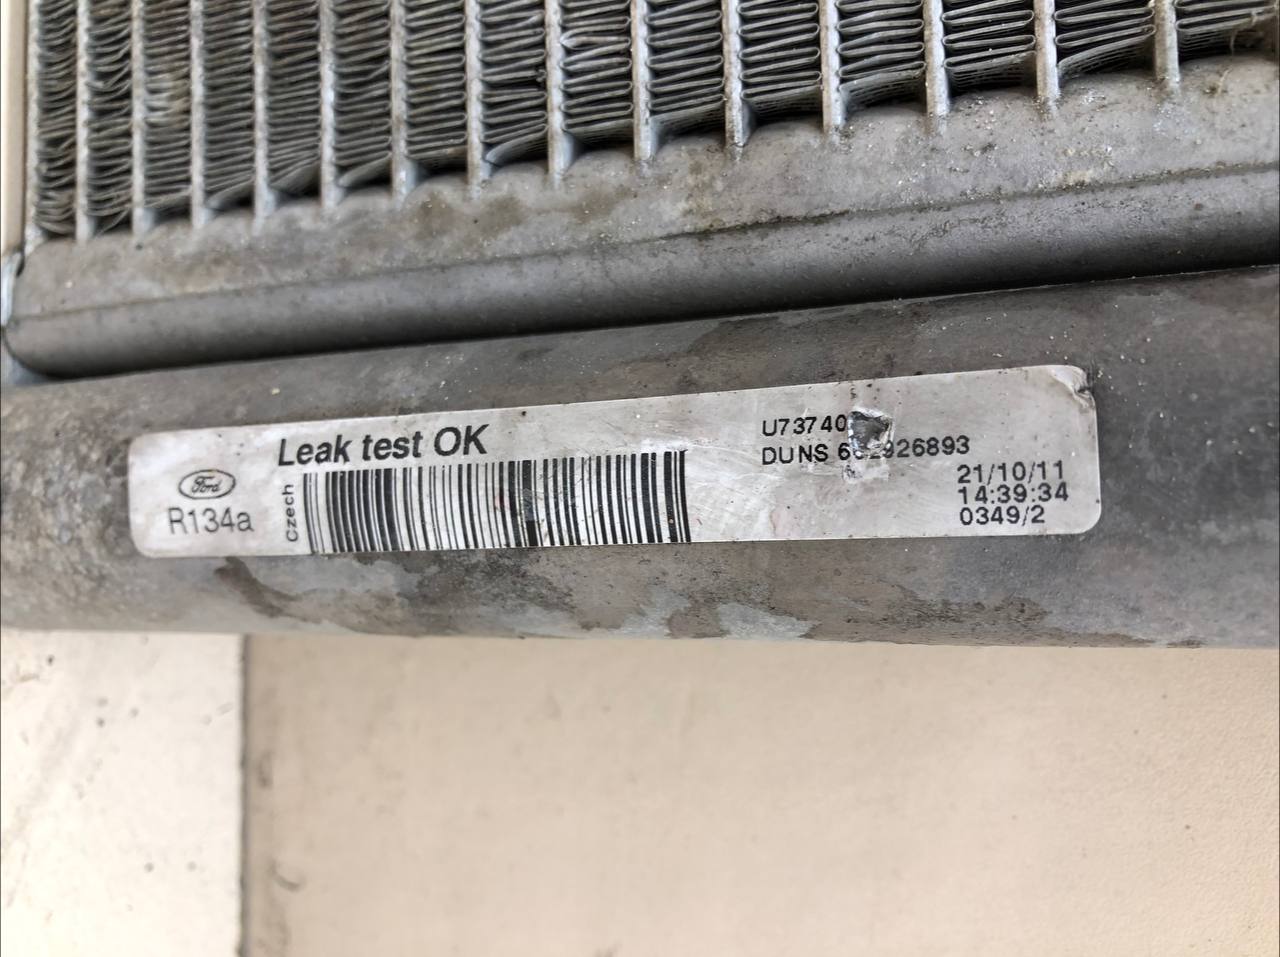 Ford
R134a
Leak test OK
Czech
U73740
DUNS
21/10/11
14:39:34
0349/2